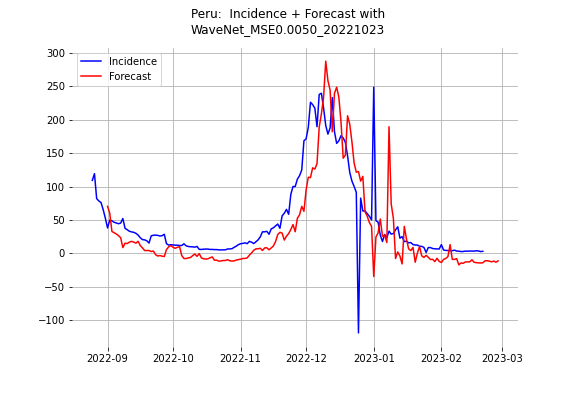 Peru:  Incidence + Forecast with
WaveNet_MSE0.0050_20221023
Incidence
Forecast
300
250
200
150
100
50
0
−50
−100
2022-09 2022-10 2022-11 2022-12 2023-01 2023-02 2023-03